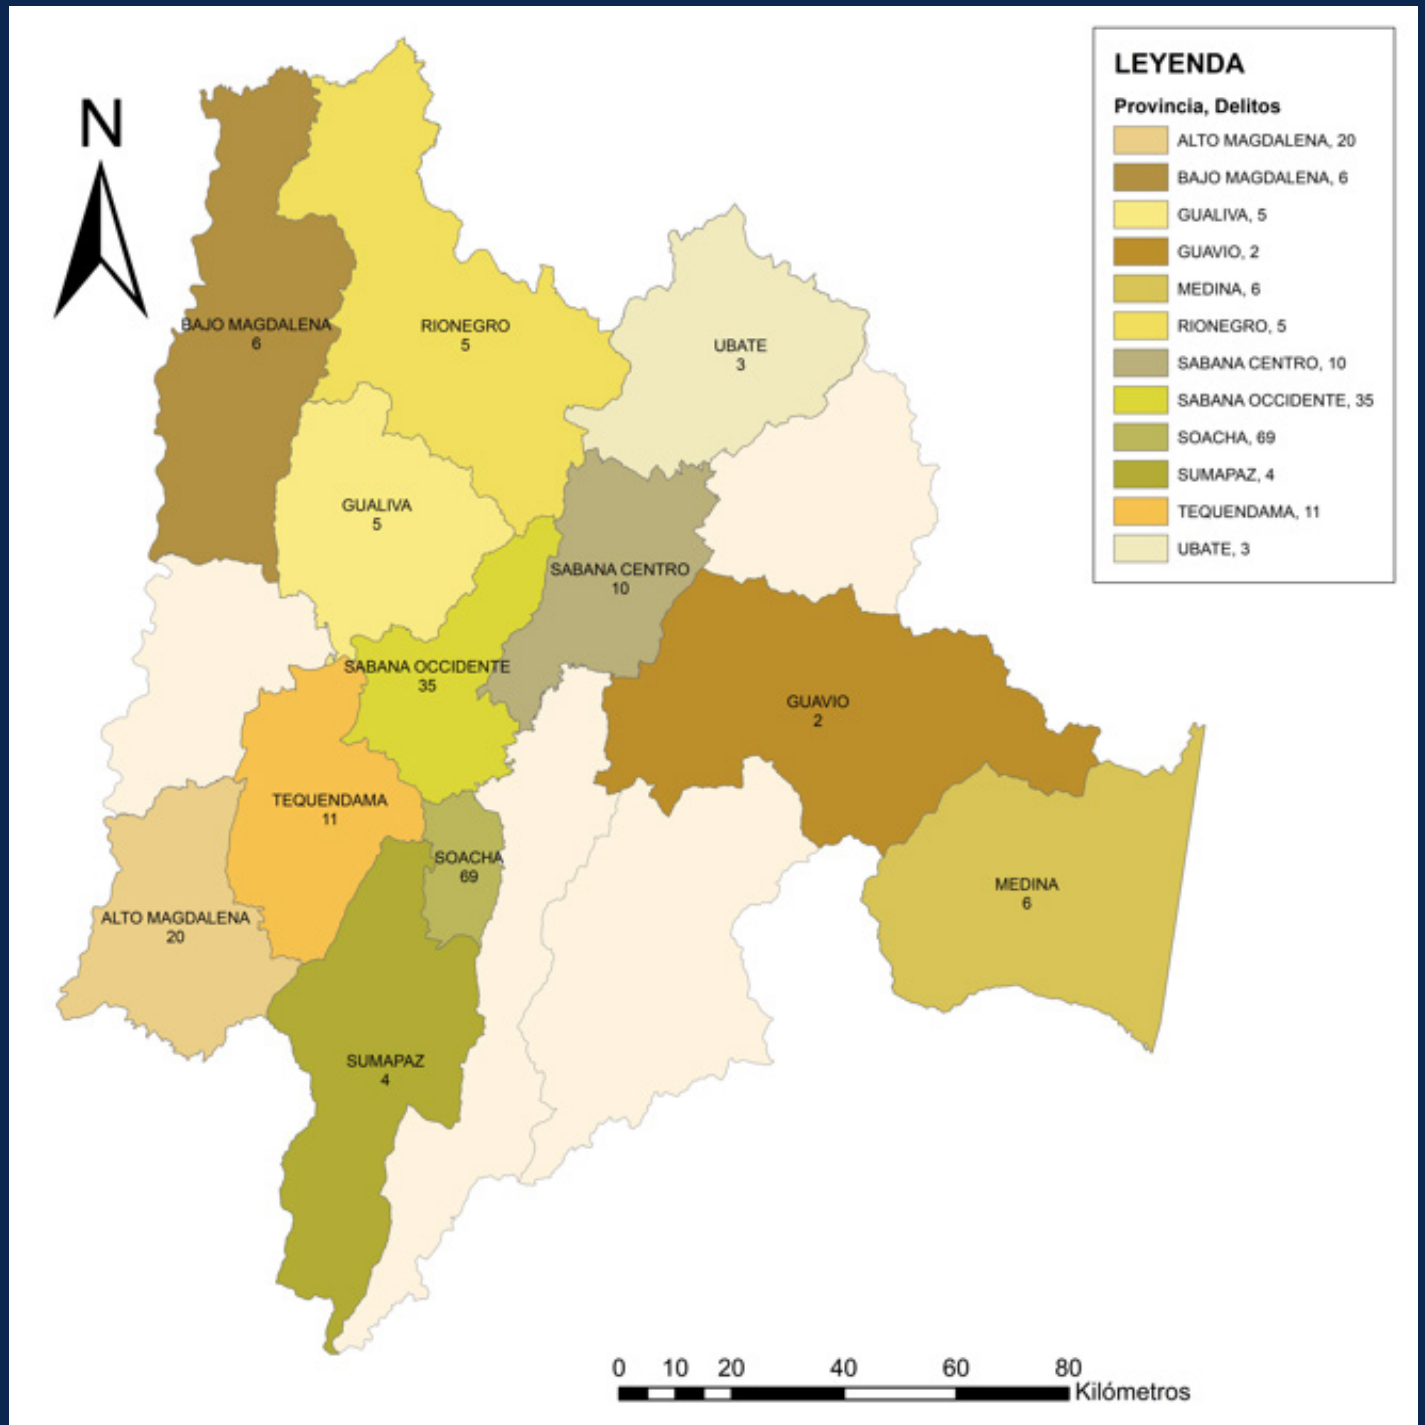 N
LEYENDA
Provincia, Delitos
ALTO MAGDALENA, 20
BAJO MAGDALENA, 6
GUALIVA, 5
GUAVIO, 2
MEDINA, 6
RIONEGRO, 5
SABANA CENTRO, 10
SABANA OCCIDENTE, 35
SOACHA, 69
SUMAPAZ, 4
TEQUENDAMA, 11
UBATE, 3
BAJO MAGDALENA
6
RIONEGRO
5
UBATE
3
GUALIVA
5
SABANA CENTRO
10
SABANA OCCIDENTE
35
GUAVIO
2
TEQUENDAMA
11
SOACHA
69
MEDINA
6
ALTO MAGDALENA
20
SUMAPAZ
4
0 10 20 40 60 80
Kilómetros